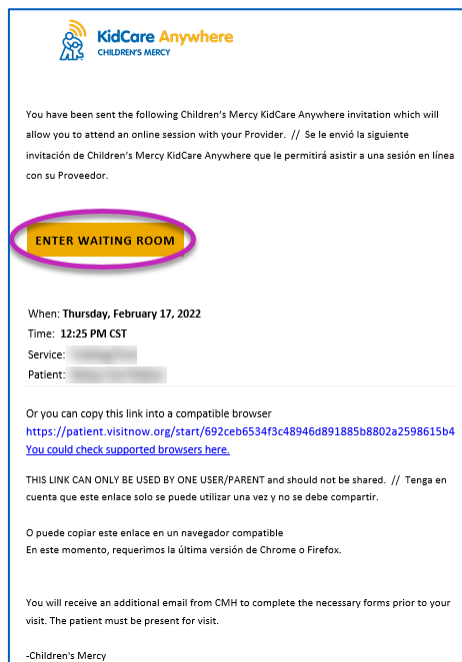 KidCare Anywhere
CHILDREN'S MERCY
You have been sent the following Children's Mercy KidCare Anywhere invitation which will
allow you to attend an online session with your Provider. // Se le envió la siguiente
invitación de Children's Mercy KidCare Anywhere que le permitirá asistir a una sesión en línea
con su Proveedor.
ENTER WAITING ROOM
When: Thursday, February 17, 2022
Time: 12:25 PM CST
Service:
Patient:
Or you can copy this link into a compatible browser
https://patient.visitnow.org/start/692ceb6534f3c48946d891885b8802a2598615b4
You could check supported browsers here.
THIS LINK CAN ONLY BE USED BY ONE USER/PARENT and should not be shared. // Tenga en
cuenta que este enlace solo se puede utilizar una vez y no se debe compartir.
O puede copiar este enlace en un navegador compatible
En este momento, requerimos la última versión de Chrome o Firefox.
You will receive an additional email from CMH to complete the necessary forms prior to your
visit. The patient must be present for visit.
-Children's Mercy